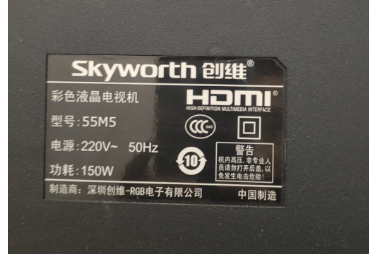 Skyworth 创维®
彩色液晶电视机
HDMI®
HIGH-DEFINITION MULTIMEDIA INTERFACE
型号:55M5
电源:220V~ 50Hz
功耗:150W
CCC
10
警告
机内高压,非专业人
员请勿打开后盖,以
免发生电击危险!
制造商:深圳创维-RGB电子有限公司
中国制造